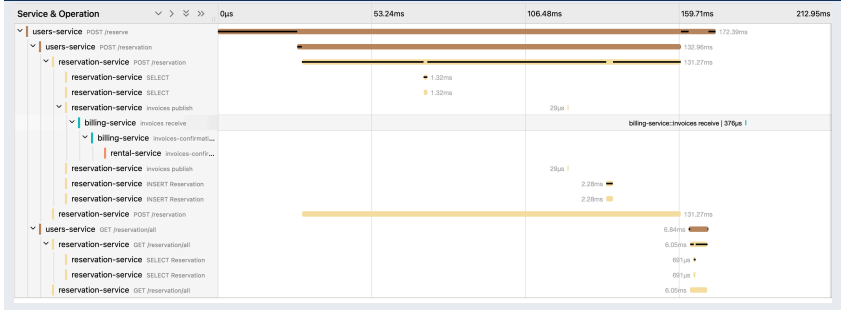 Service & Operation 0μs 53.24ms 106.48ms 159.71ms 212.95ms
users-service POST /reserve 172.39ms
users-service POST /reservation 132.96ms
reservation-service POST /reservation 131.27ms
reservation-service SELECT 1.32ms
reservation-service SELECT 1.32ms
reservation-service invoices publish 29μs
billing-service invoices receive billing-service::invoices receive | 376μs
billing-service invoices-confirmati...
rental-service invoices-confir...
reservation-service invoices publish 29μs
reservation-service INSERT Reservation 2.28ms
reservation-service INSERT Reservation 2.28ms
reservation-service POST /reservation 131.27ms
users-service GET /reservation/all 6.84ms
reservation-service GET /reservation/all 6.05ms
reservation-service SELECT Reservation 691μs
reservation-service SELECT Reservation 691μs
reservation-service GET /reservation/all 6.05ms